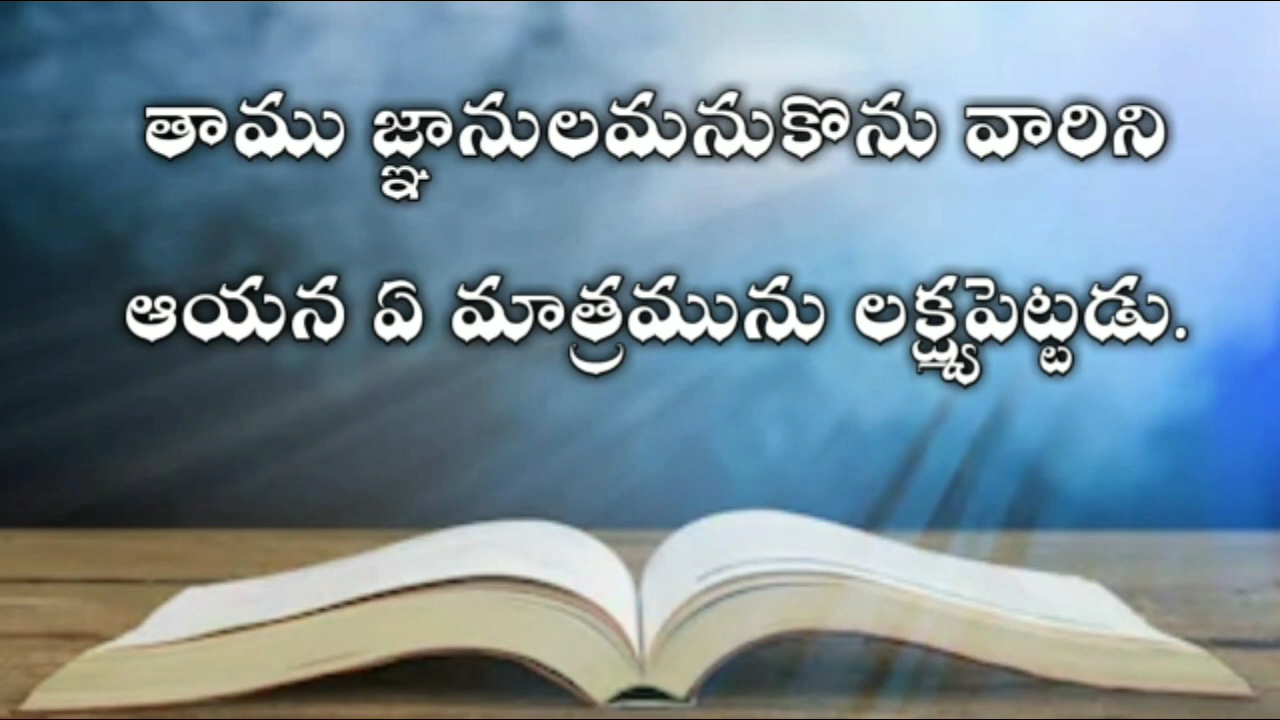 తాము జ్ఞానులమనుకొను వారిని
ఆయన ఏ మాత్రమును లక్ష్యపెట్టడు.